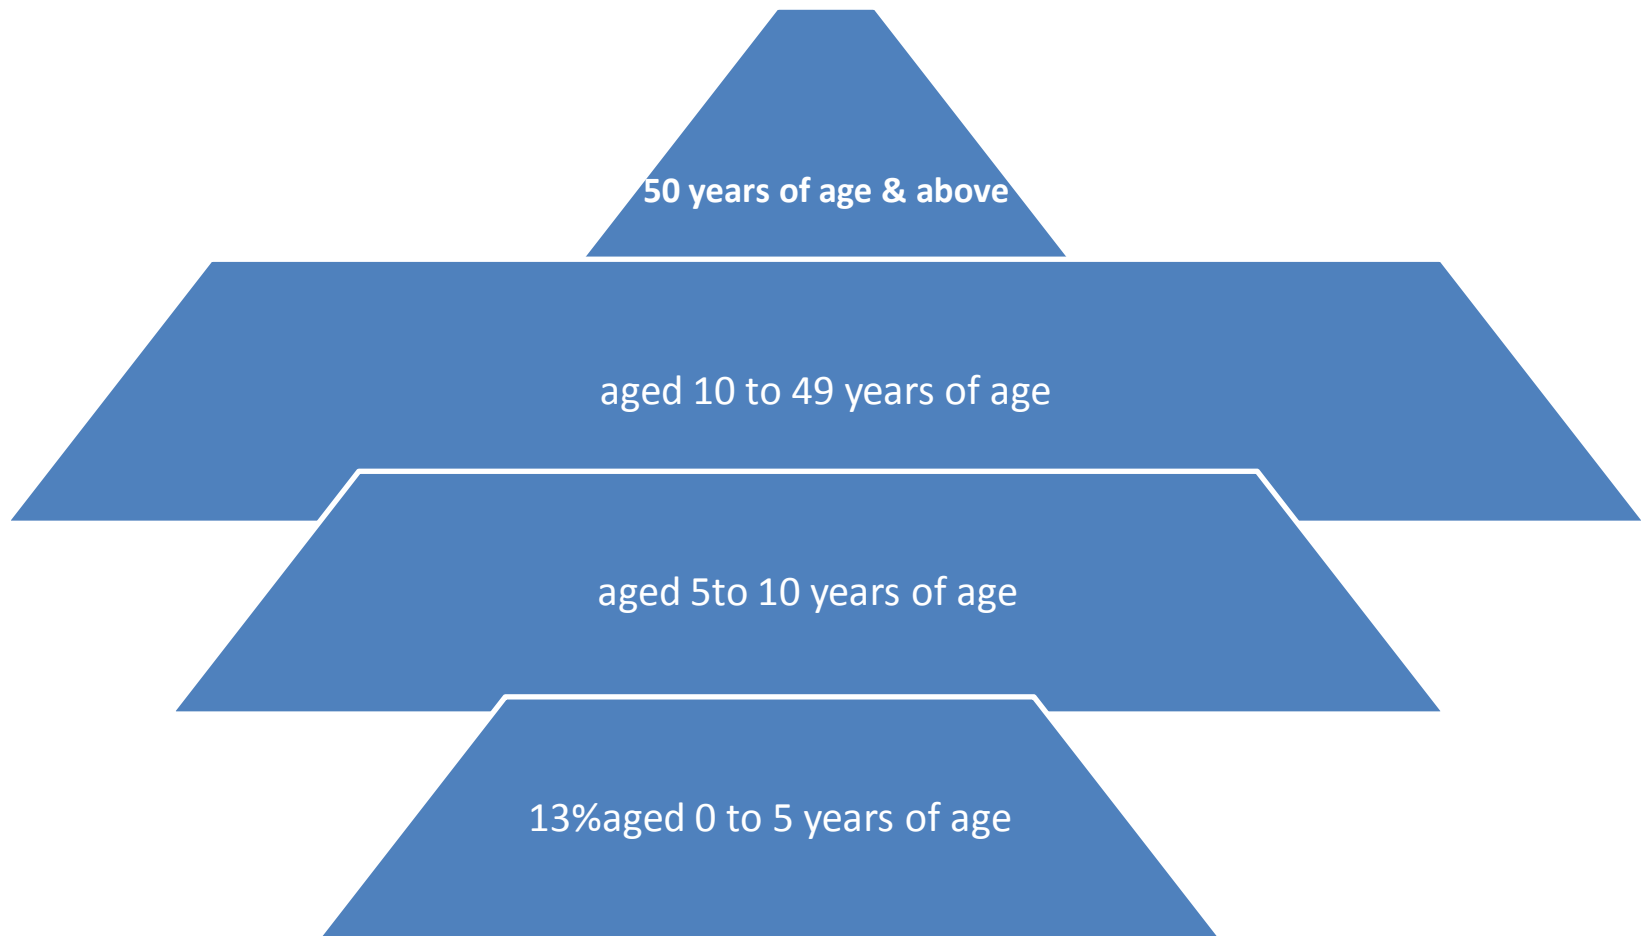 50 years of age & above
aged 10 to 49 years of age
aged 5to 10 years of age
13%aged 0 to 5 years of age